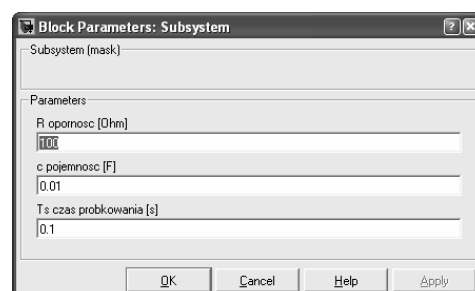 Block Parameters: Subsystem
Subsystem (mask)
Parameters
R opornosc [Ohm]
100
c pojemnosc [F]
0.01
Ts czas probkowania [s]
0.1
OK Cancel Help Apply